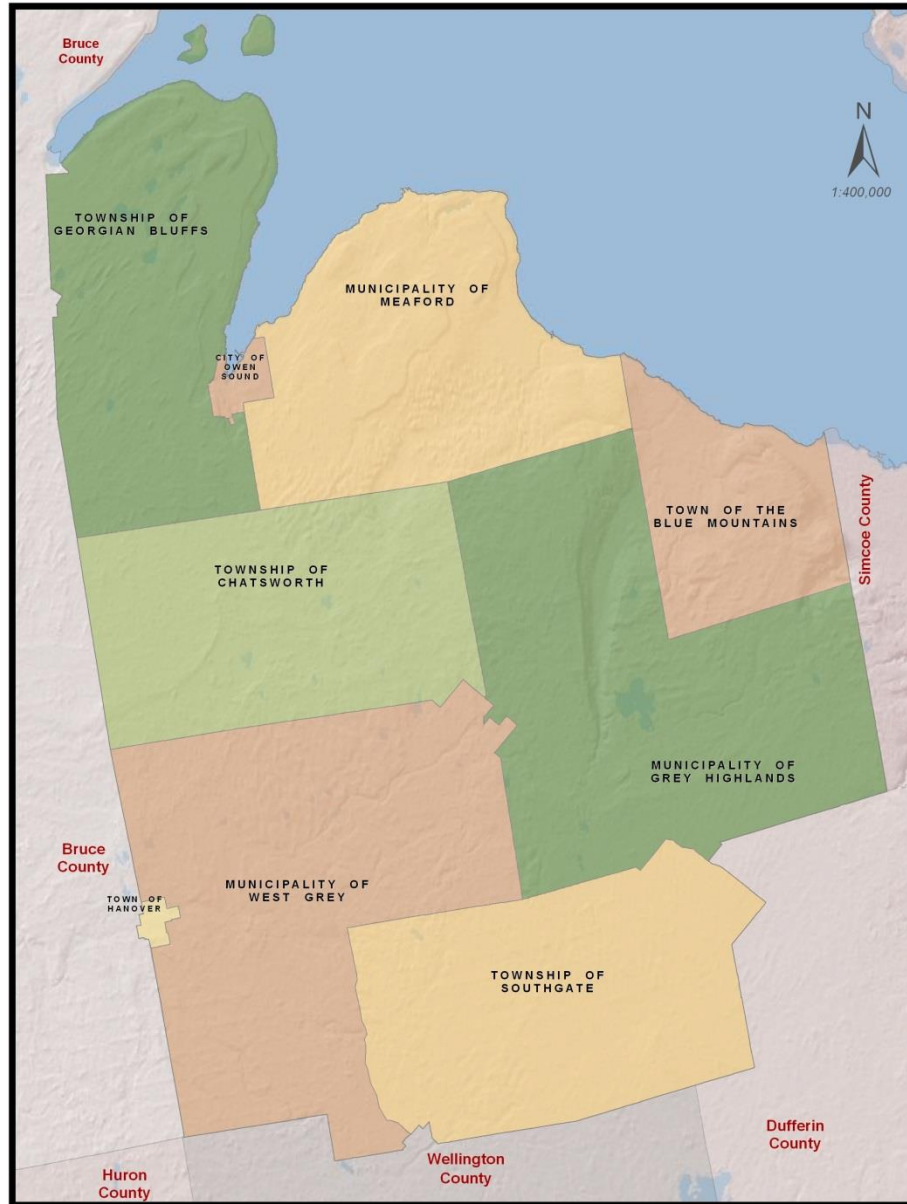 Bruce
County
N
1:400,000
TOWNSHIP OF
GEORGIAN BLUFFS
MUNICIPALITY OF
MEAFORD
CITY OF
OWEN
SOUND
TOWN OF THE
BLUE MOUNTAINS
Simcoe County
TOWNSHIP OF
CHATSWORTH
MUNICIPALITY OF
GREY HIGHLANDS
Bruce
County
TOWN OF
HANOVER
MUNICIPALITY OF
WEST GREY
TOWNSHIP OF
SOUTHGATE
Dufferin
County
Wellington
County
Huron
County